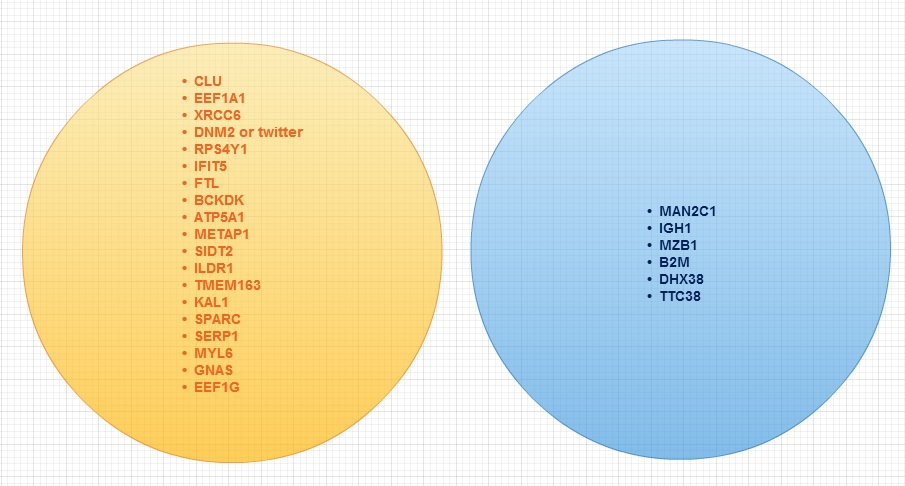 • CLU
• EEF1A1
• XRCC6
• DNM2 or twitter
• RPS4Y1
• IFIT5
• FTL
• BCKDK
• ATP5A1
• METAP1
• SIDT2
• ILDR1
• TMEM163
• KAL1
• SPARC
• SERP1
• MYL6
• GNAS
• EEF1G
• MAN2C1
• IGH1
• MZB1
• B2M
• DHX38
• TTC38